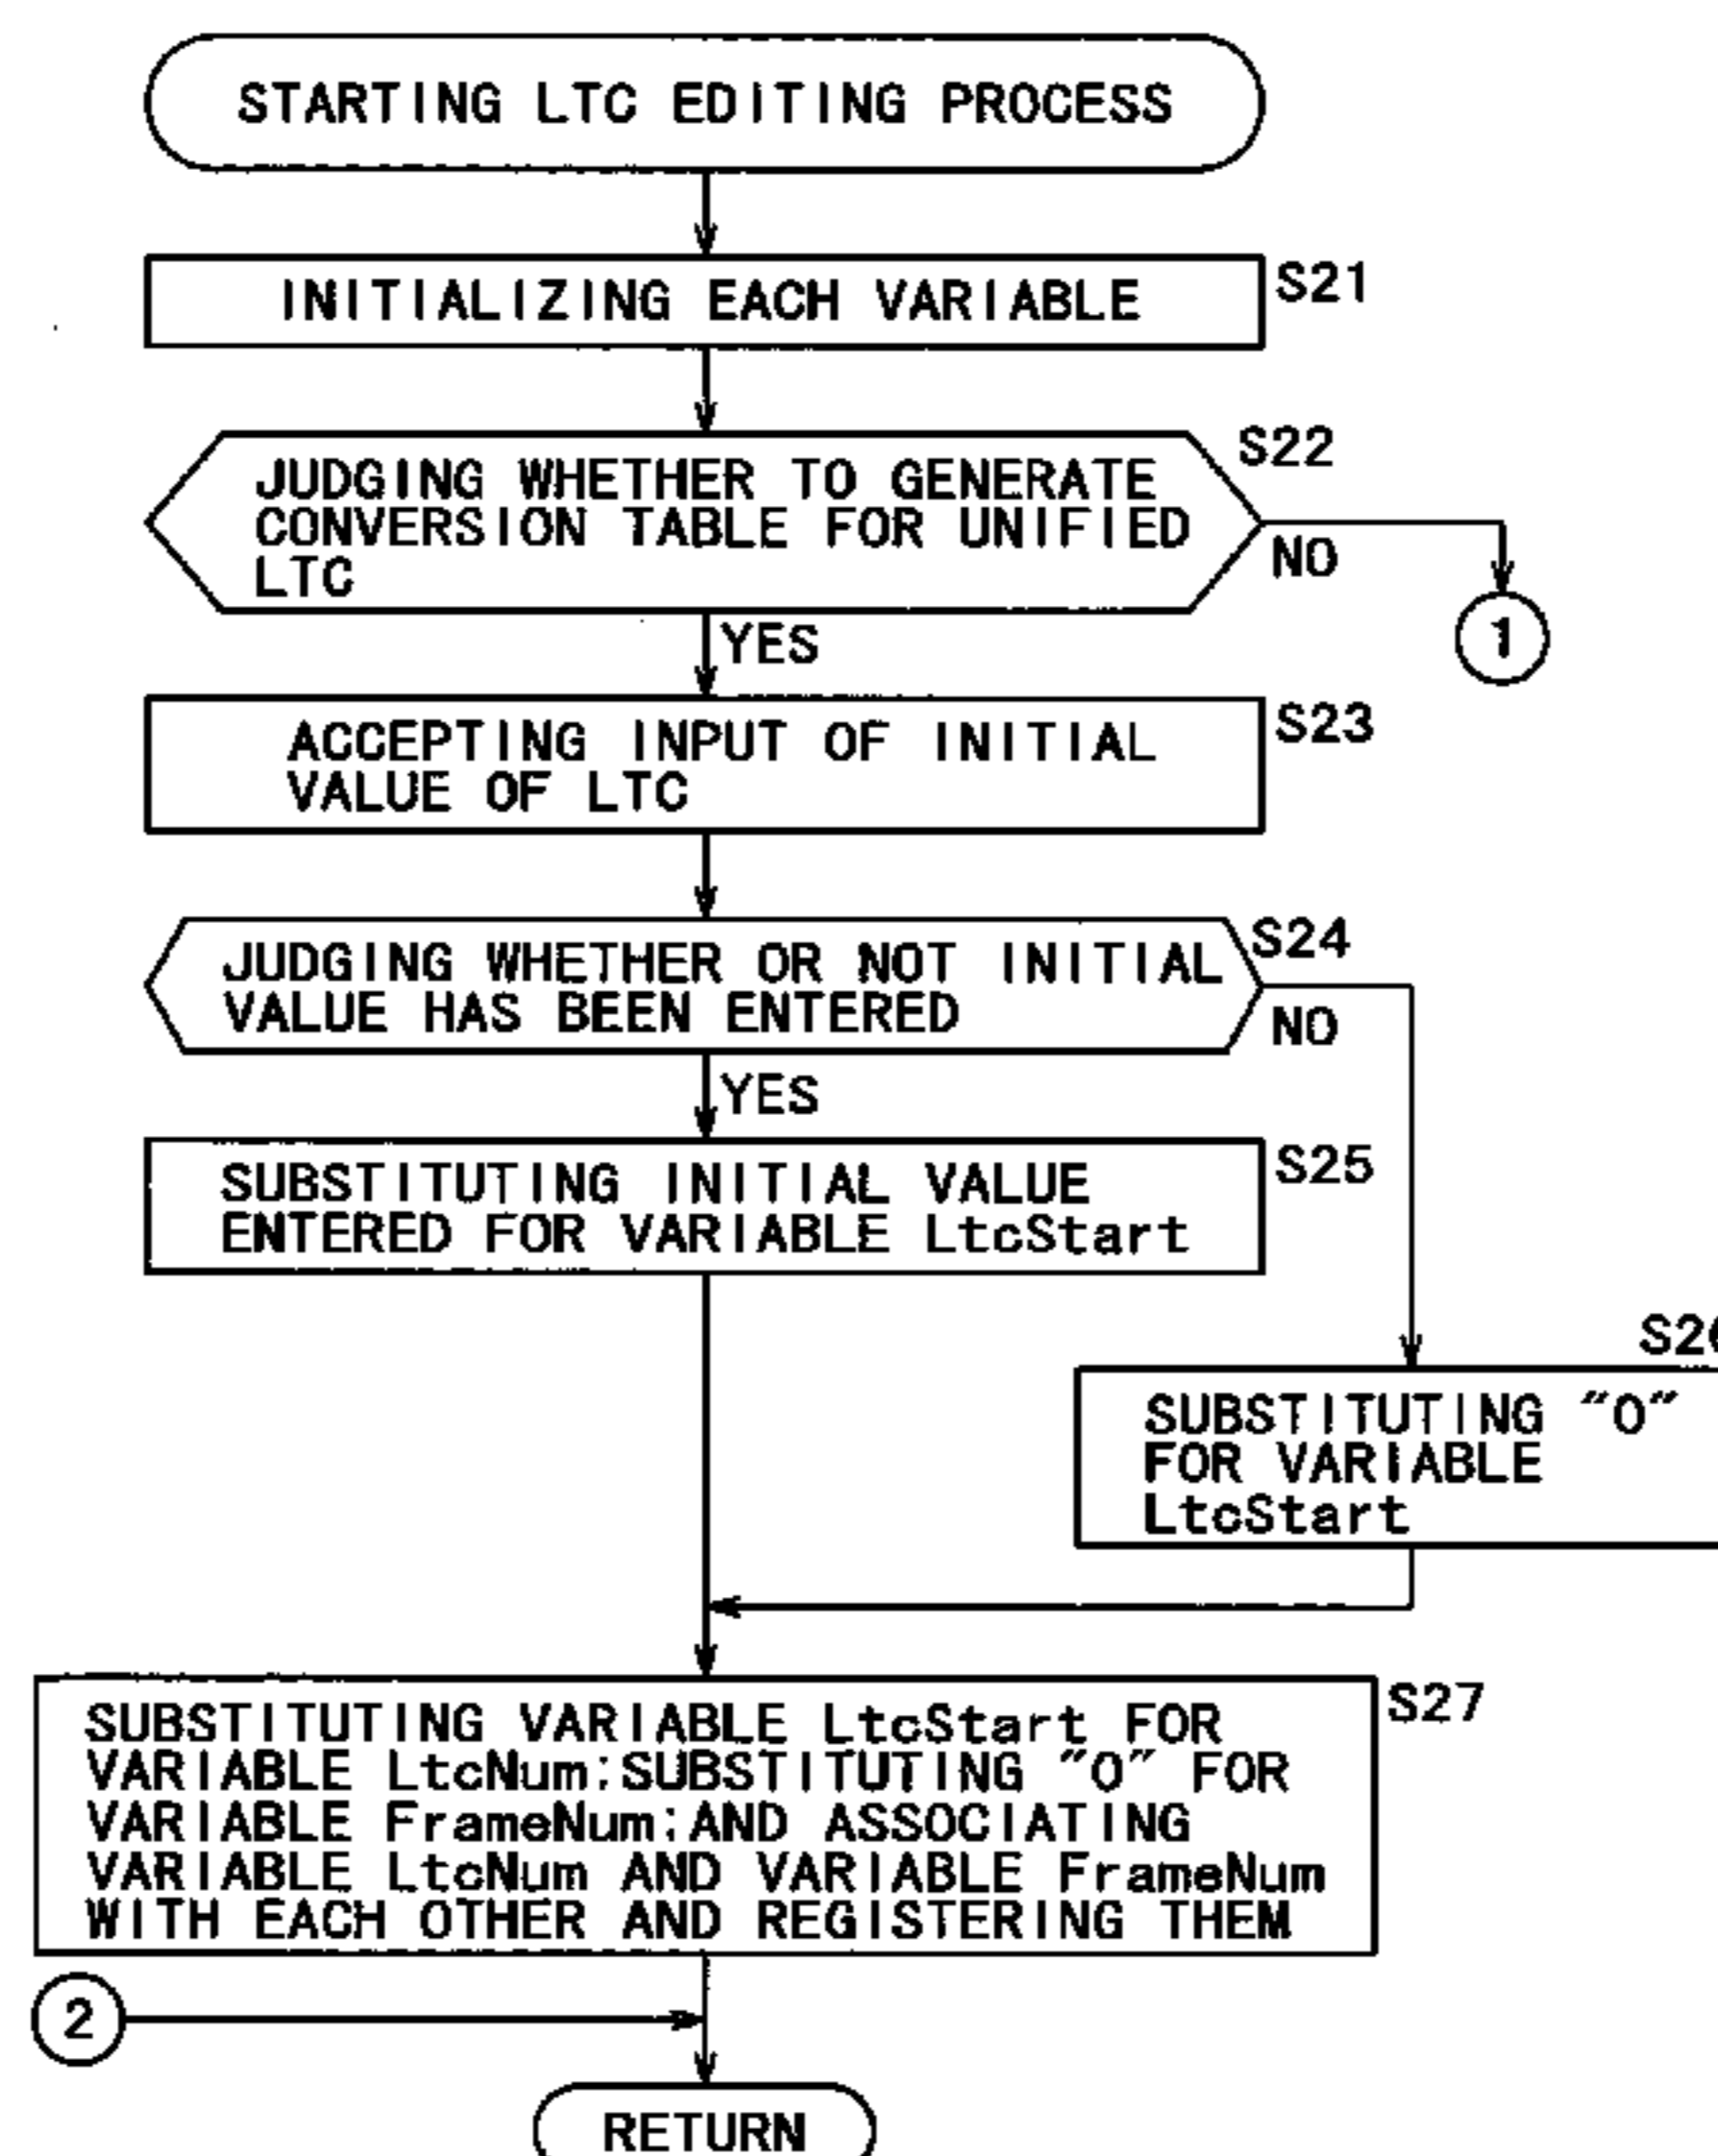 STARTING LTC EDITING PROCESS
INITIALIZING EACH VARIABLE
S21
JUDGING WHETHER TO GENERATE
CONVERSION TABLE FOR UNIFIED
LTC
S22
NO
1
YES
ACCEPTING INPUT OF INITIAL
VALUE OF LTC
S23
JUDGING WHETHER OR NOT INITIAL
VALUE HAS BEEN ENTERED
S24
NO
YES
SUBSTITUTING INITIAL VALUE
ENTERED FOR VARIABLE LtcStart
S25
SUBSTITUTING "0"
FOR VARIABLE
LtcStart
SUBSTITUTING VARIABLE LtcStart FOR
VARIABLE LtcNum;SUBSTITUTING "0" FOR
VARIABLE FrameNum;AND ASSOCIATING
VARIABLE LtcNum AND VARIABLE FrameNum
WITH EACH OTHER AND REGISTERING THEM
S27
2
RETURN